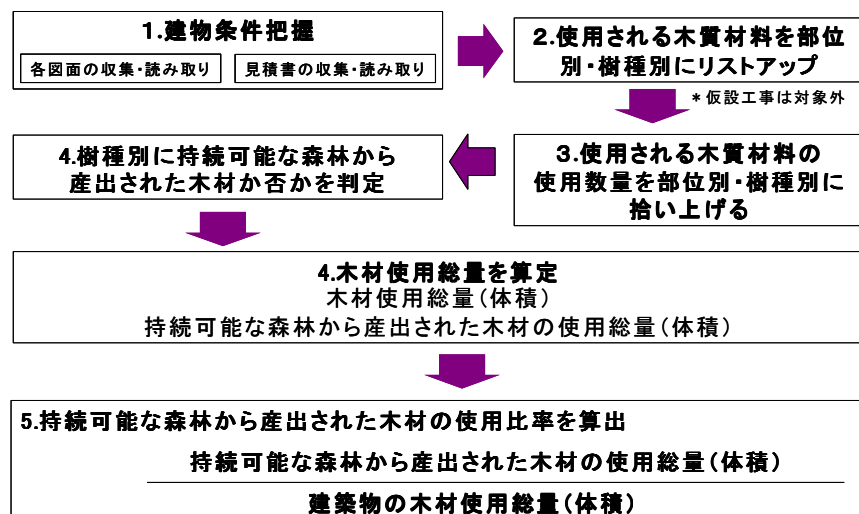 1.建物条件把握
各図面の収集・読み取り
見積書の収集・読み取り
2.使用される木質材料を部位
別・樹種別にリストアップ
*仮設工事は対象外
3.使用される木質材料の
使用数量を部位別・樹種別に
拾い上げる
4.樹種別に持続可能な森林から
産出された木材か否かを判定
4.木材使用総量を算定
木材使用総量(体積)
持続可能な森林から産出された木材の使用総量(体積)
5.持続可能な森林から産出された木材の使用比率を算出
持続可能な森林から産出された木材の使用総量(体積)
建築物の木材使用総量(体積)